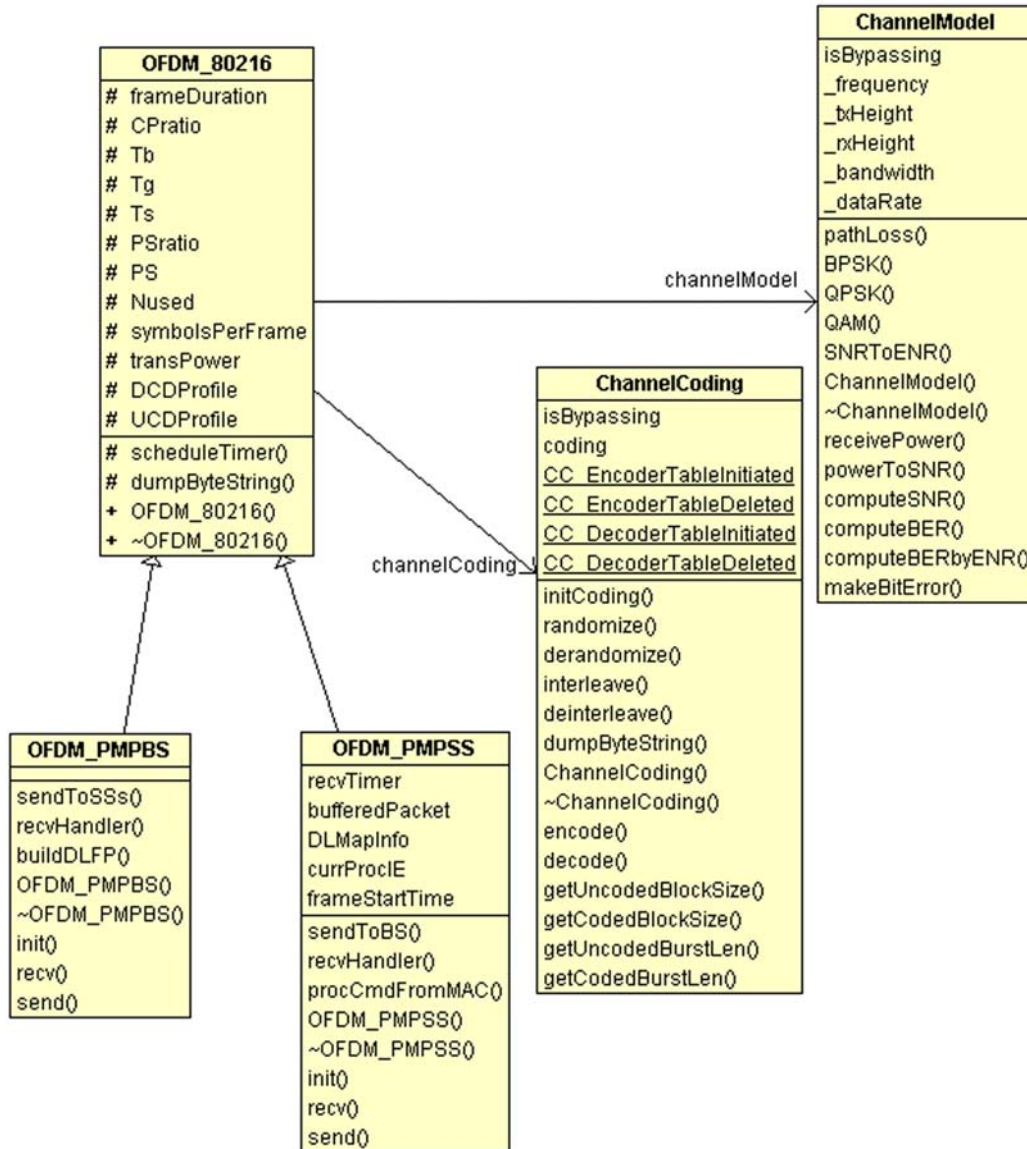 OFDM_80216
# frameDuration
# CPratio
# Tb
# Tg
# Ts
# PSratio
# PS
# Nused
# symbolsPerFrame
# transPower
# DCDProfile
# UCDProfile
# scheduleTimer()
# dumpByteString()
+ OFDM_80216()
+ ~OFDM_80216()
channelModel
channelCoding
ChannelModel
isBypassing
_frequency
_txHeight
_rxHeight
_bandwidth
_dataRate
pathLoss()
BPSK()
QPSK()
QAM()
SNRToENR()
ChannelModel()
~ChannelModel()
receivePower()
powerToSNR()
computeSNR()
computeBER()
computeBERbyENR()
makeBitError()
ChannelCoding
isBypassing
coding
CC_EncoderTableInitiated
CC_EncoderTableDeleted
CC_DecoderTableInitiated
CC_DecoderTableDeleted
initCoding()
randomize()
derandomize()
interleave()
deinterleave()
dumpByteString()
ChannelCoding()
~ChannelCoding()
encode()
decode()
getUncodedBlockSize()
getCodedBlockSize()
getUncodedBurstLen()
getCodedBurstLen()
OFDM_PMPBS
sendToSSs()
recvHandler()
buildDLFP()
OFDM_PMPBS()
~OFDM_PMPBS()
init()
recv()
send()
OFDM_PMPSS
recvTimer
bufferedPacket
DLMapInfo
currProcIE
frameStartTime
sendToBS()
recvHandler()
procCmdFromMAC()
OFDM_PMPSS()
~OFDM_PMPSS()
init()
recv()
send()